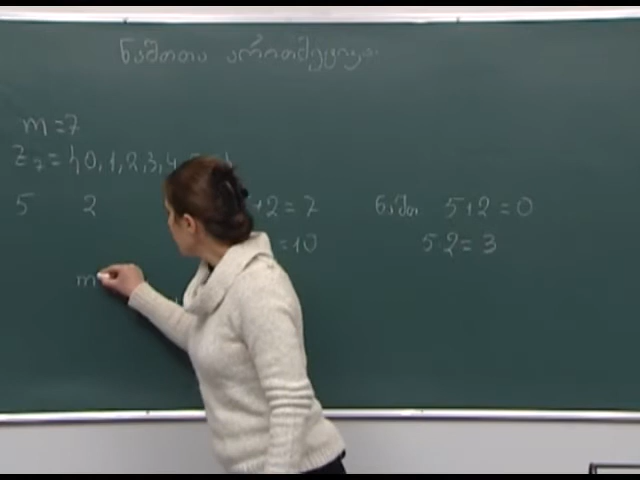 ნაშთთა არითმეტიკა
m = 7
Z₇ = {0, 1, 2, 3, 4,
5 2 +2 = 7 ნაშთ. 5+2 = 0
= 10 5·2 = 3
m